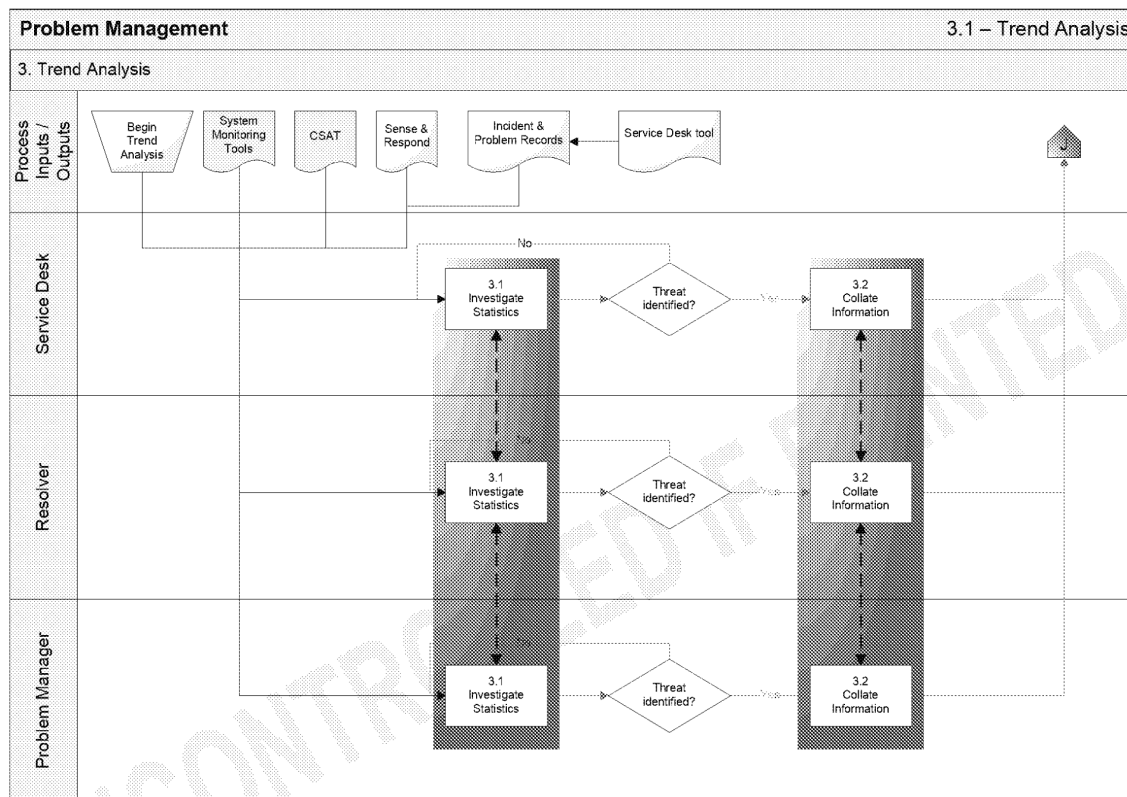 Problem Management
3.1 – Trend Analysis
3. Trend Analysis
Process
Inputs /
Outputs
Begin
Trend
Analysis
System
Monitoring
Tools
CSAT
Sense &
Respond
Incident &
Problem Records
Service Desk tool
J
Service Desk
No
3.1
Investigate
Statistics
Threat
identified?
Yes
3.2
Collate
Information
Resolver
No
3.1
Investigate
Statistics
Threat
identified?
Yes
3.2
Collate
Information
Problem Manager
No
3.1
Investigate
Statistics
Threat
identified?
Yes
3.2
Collate
Information